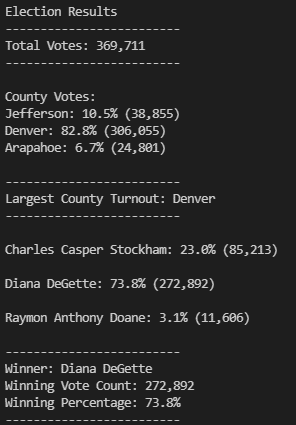 Election Results
-------------------------
Total Votes: 369,711
-------------------------
County Votes:
Jefferson: 10.5% (38,855)
Denver: 82.8% (306,055)
Arapahoe: 6.7% (24,801)
-------------------------
Largest County Turnout: Denver
-------------------------
Charles Casper Stockham: 23.0% (85,213)
Diana DeGette: 73.8% (272,892)
Raymon Anthony Doane: 3.1% (11,606)
-------------------------
Winner: Diana DeGette
Winning Vote Count: 272,892
Winning Percentage: 73.8%
-------------------------